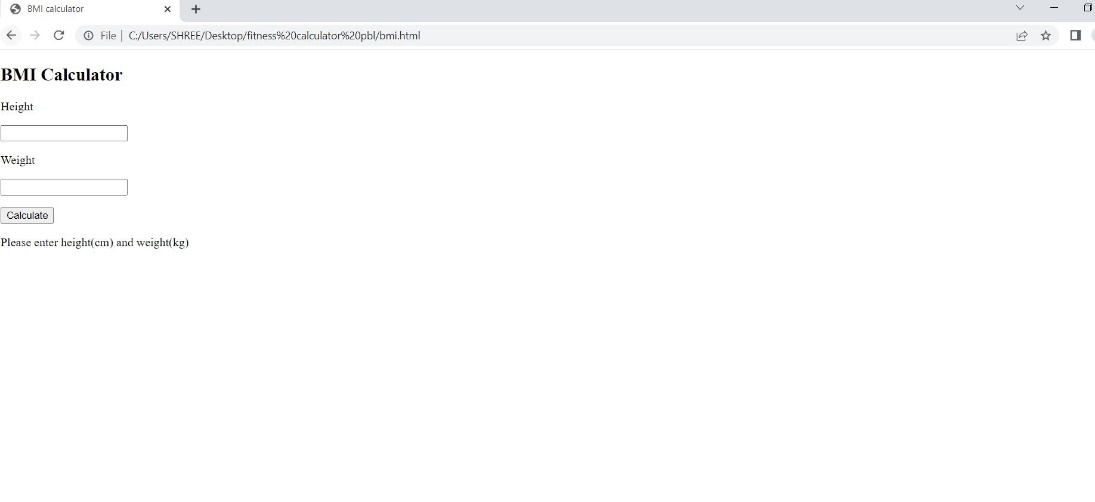 BMI calculator
File | C:/Users/SHREE/Desktop/fitness%20calculator%20pbl/bmi.html
BMI Calculator
Height
Weight
Calculate
Please enter height(cm) and weight(kg)